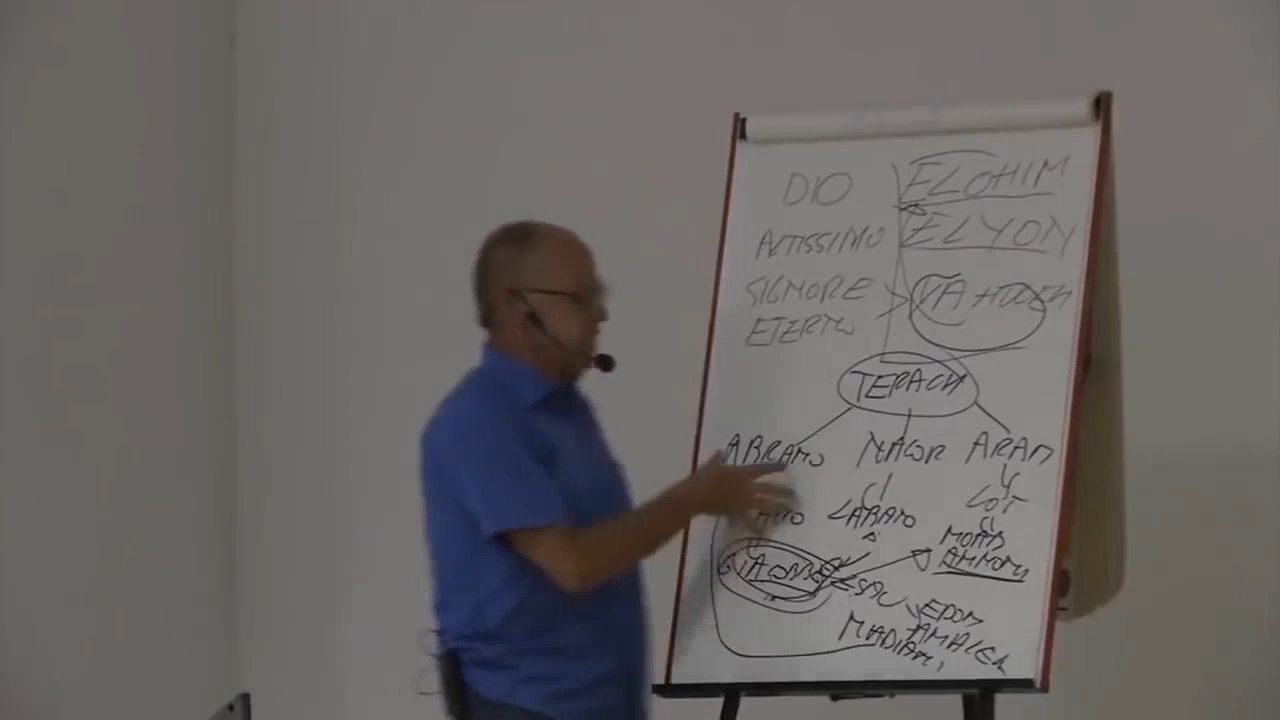 DIO ELOHIM
ALTISSIMO ELYON
SIGNORE
ETERNO
TERACH
ABRAMO NACOR ARAN
LABANO LOT
MOAB
GIACOBBE ESAU AMMON
EDOM
MADIAN AMALEK